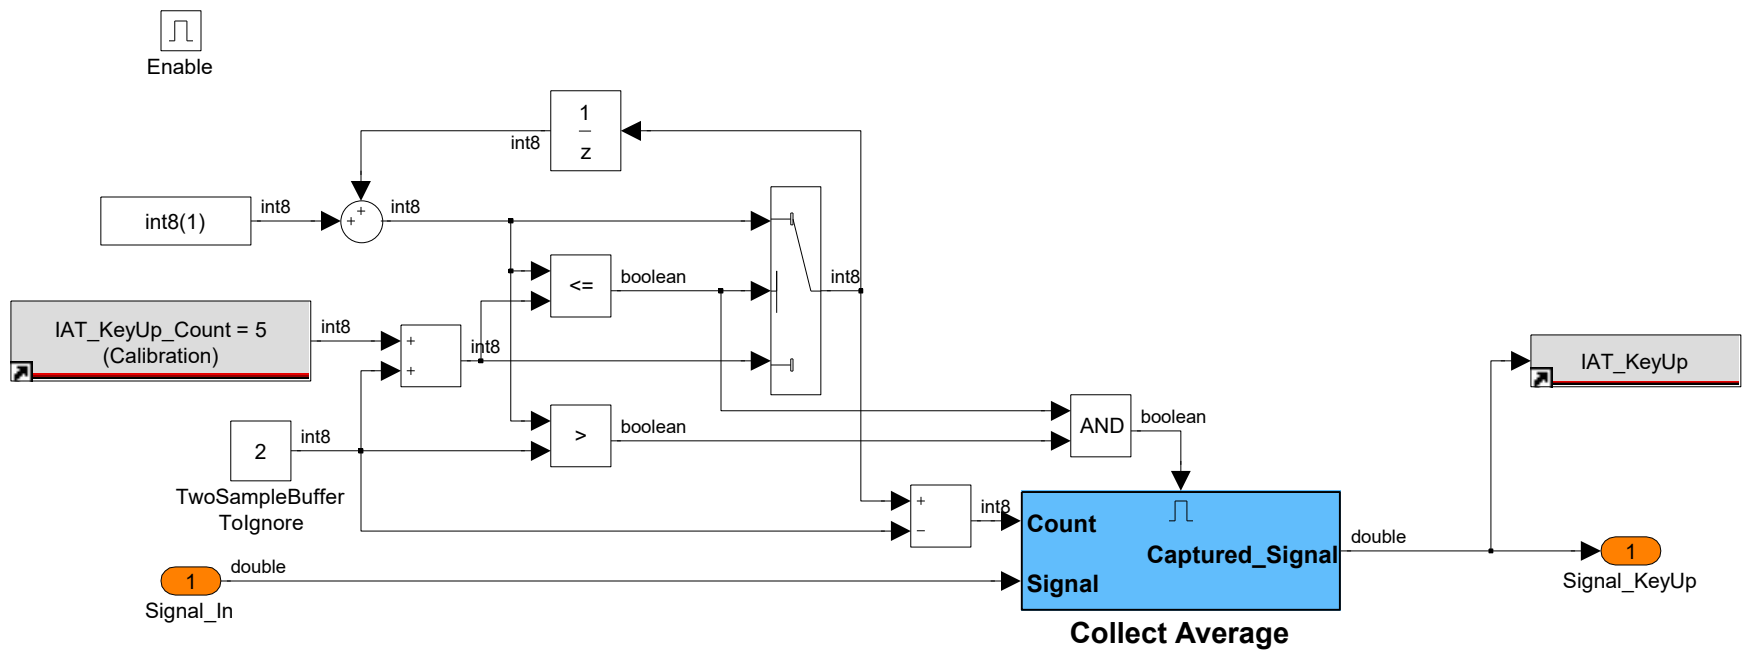 Enable
1
z
int8
int8(1)
int8
+
+
int8
<=
boolean
int8
IAT_KeyUp_Count = 5
(Calibration)
int8
+
+
int8
IAT_KeyUp
2
int8
>
boolean
AND
boolean
TwoSampleBuffer
ToIgnore
+
−
int8
Count
Captured_Signal
double
1
Signal_KeyUp
1
double
Signal_In
Signal
Collect Average